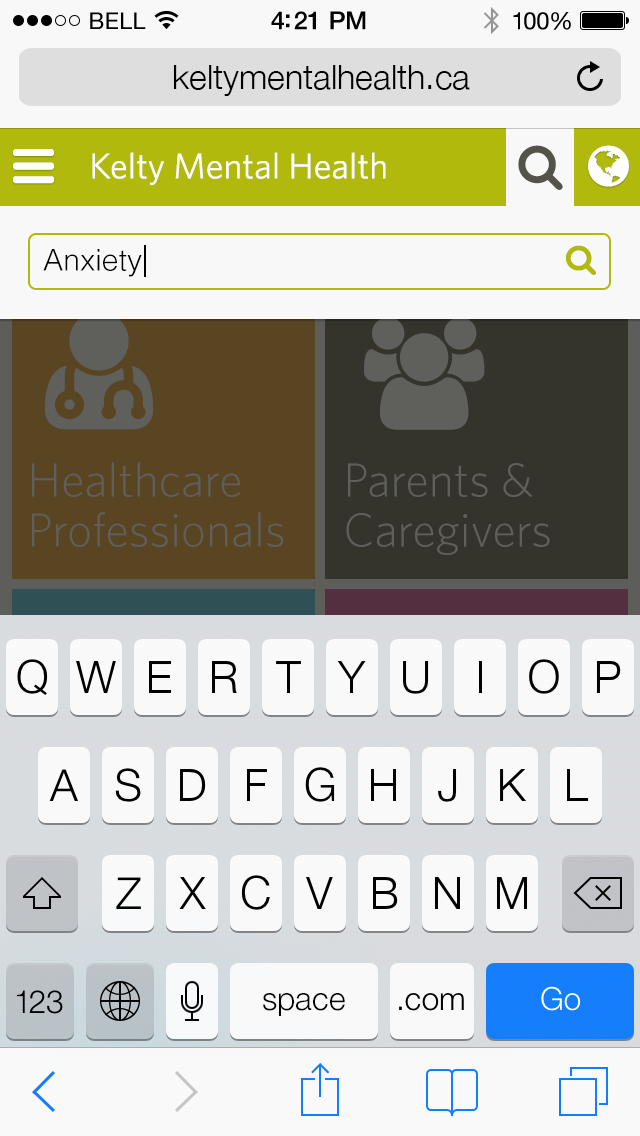 BELL 4:21 PM 100%
keltymentalhealth.ca
Kelty Mental Health
Anxiety
Healthcare
Professionals
Parents &
Caregivers
Q W E R T Y U I O P
A S D F G H J K L
Z X C V B N M
123 space .com Go